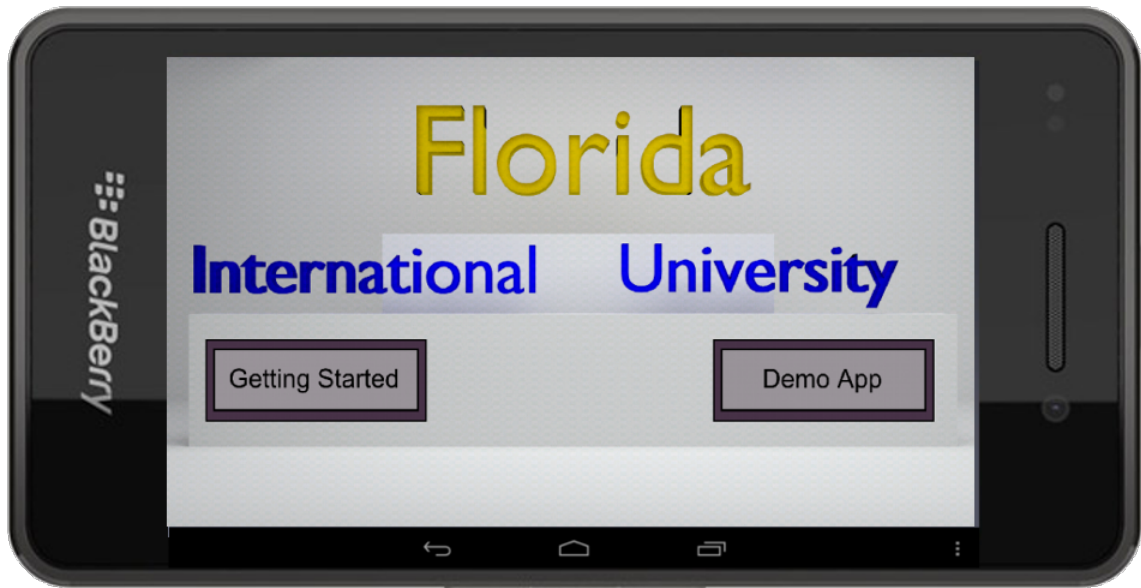 Florida
International University
Getting Started
Demo App
BlackBerry